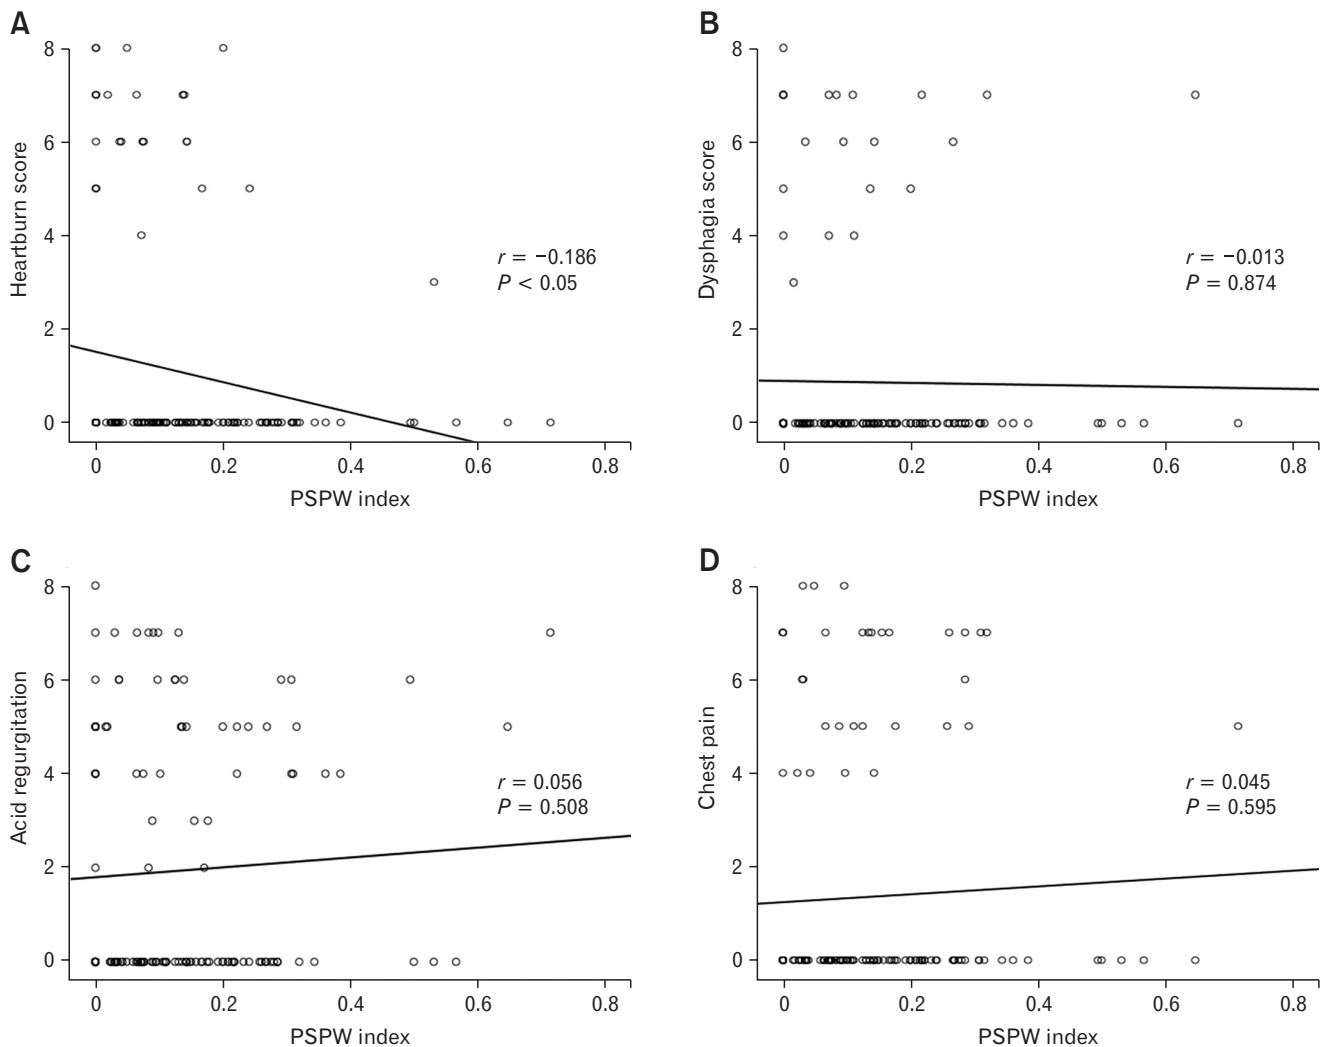 A
Heartburn score
8
6
4
2
0
r = −0.186
P < 0.05
0 0.2 0.4 0.6 0.8
PSPW index
B
Dysphagia score
8
6
4
2
0
r = −0.013
P = 0.874
0 0.2 0.4 0.6 0.8
PSPW index
C
Acid regurgitation
8
6
4
2
0
r = 0.056
P = 0.508
0 0.2 0.4 0.6 0.8
PSPW index
D
Chest pain
8
6
4
2
0
r = 0.045
P = 0.595
0 0.2 0.4 0.6 0.8
PSPW index